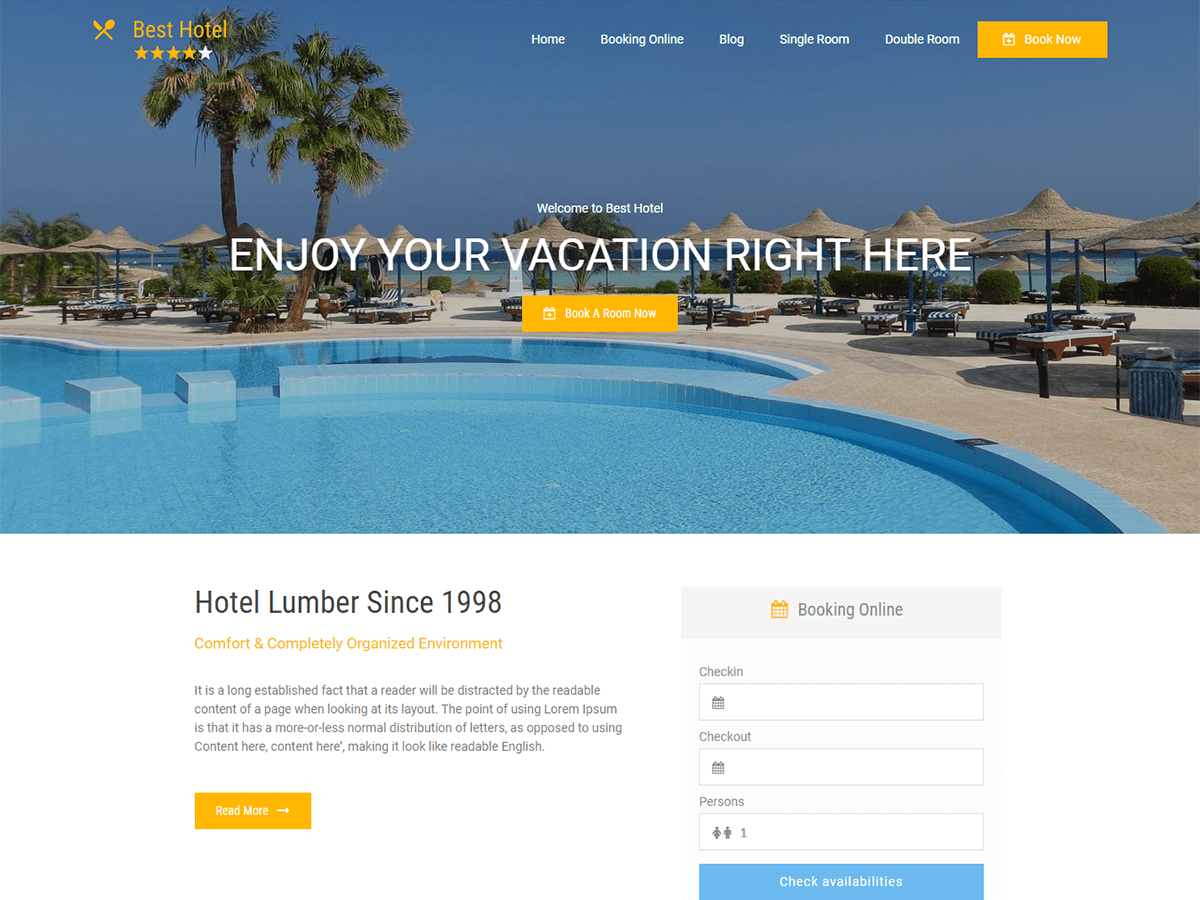 Best Hotel
Home
Booking Online
Blog
Single Room
Double Room
Book Now
Welcome to Best Hotel
ENJOY YOUR VACATION RIGHT HERE
Book A Room Now
Hotel Lumber Since 1998
Comfort & Completely Organized Environment
It is a long established fact that a reader will be distracted by the readable
content of a page when looking at its layout. The point of using Lorem Ipsum
is that it has a more-or-less normal distribution of letters, as opposed to using
Content here, content here’, making it look like readable English.
Read More
Booking Online
Checkin
Checkout
Persons
1
Check availabilities